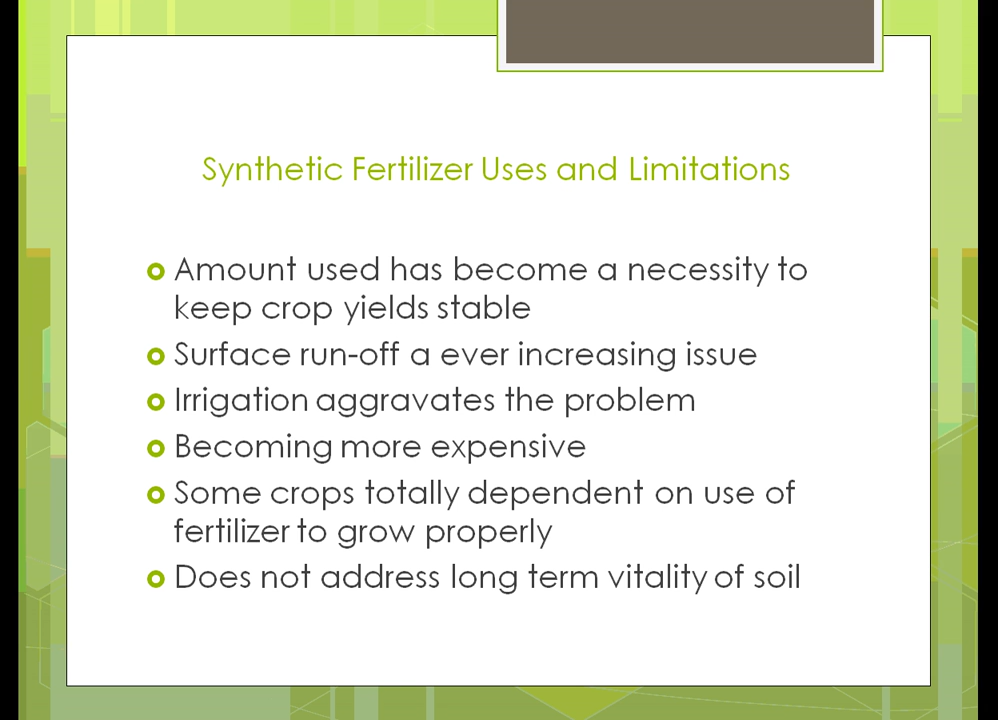 Synthetic Fertilizer Uses and Limitations
Amount used has become a necessity to
keep crop yields stable
Surface run-off a ever increasing issue
Irrigation aggravates the problem
Becoming more expensive
Some crops totally dependent on use of
fertilizer to grow properly
Does not address long term vitality of soil